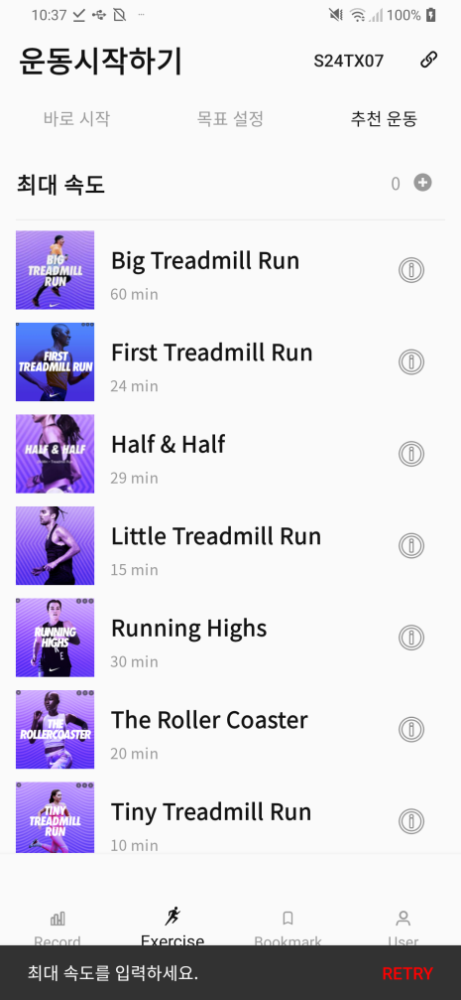 10:37
100%
운동시작하기
S24TX07
바로 시작
목표 설정
추천 운동
최대 속도
0
BIG
TREADMILL
RUN
Big Treadmill Run
60 min
FIRST
TREADMILL RUN
First Treadmill Run
24 min
HALF & HALF
Half & Half
29 min
Little Treadmill Run
15 min
RUNNING
HIGHS
Running Highs
30 min
THE
ROLLERCOASTER
The Roller Coaster
20 min
TINY
TREADMILL
RUN
Tiny Treadmill Run
10 min
Record
Exercise
Bookmark
User
최대 속도를 입력하세요.
RETRY